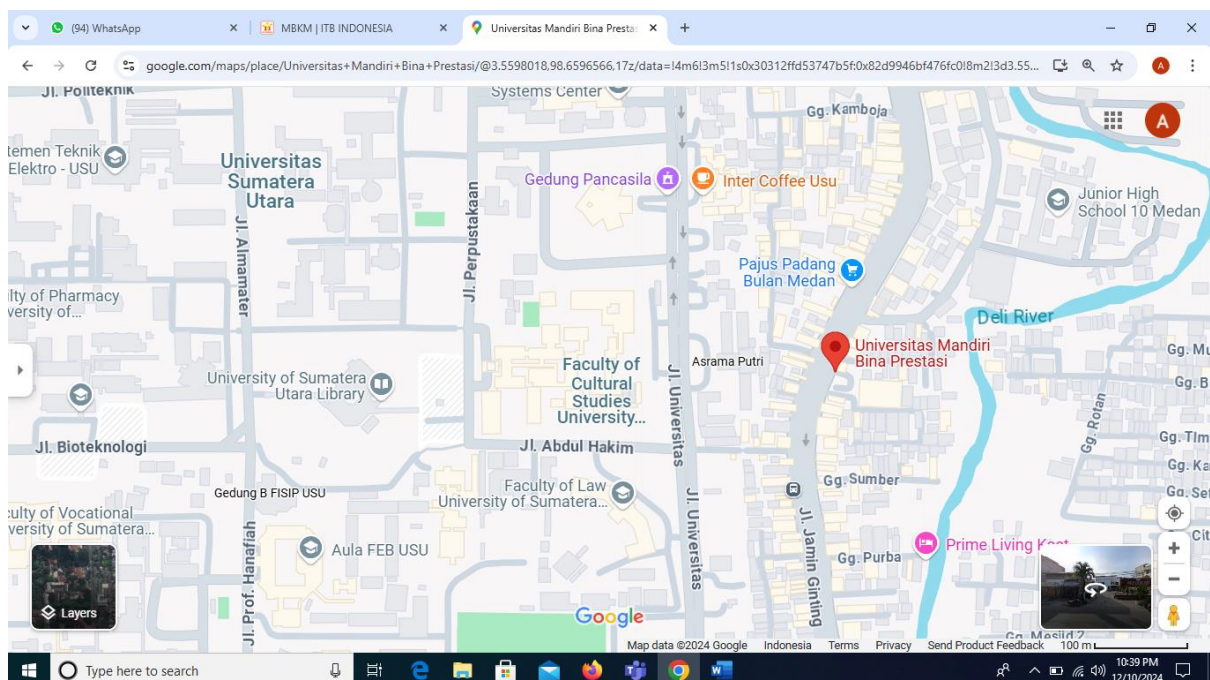 (94) WhatsApp
MBKM | ITB INDONESIA
Universitas Mandiri Bina Presta
google.com/maps/place/Universitas+Mandiri+Bina+Prestasi/@3.5598018,98.6596566,17z/data=!4m6!3m5!1s0x30312ffd53747b5f:0x82d9946bf476fc0!8m2!3d3.55...
A
Jl. Politeknik
Systems Center
Gg. Kamboja
A
temen Teknik
Elektro - USU
Universitas
Sumatera
Utara
Gedung Pancasila
Inter Coffee Usu
Junior High
School 10 Medan
Jl. Almamater
Jl. Perpustakaan
Pajus Padang
Bulan Medan
lty of Pharmacy
versity of...
Deli River
Universitas Mandiri
Bina Prestasi
Gg. Mu
Asrama Putri
Faculty of
Cultural
Studies
University...
Jl. Universitas
University of Sumatera
Utara Library
Gg. B
Gg. Rotan
Jl. Bioteknologi
Jl. Abdul Hakim
Gg. TIm
Gg. Ka
Gedung B FISIP USU
Faculty of Law
University of Sumatera...
Gg. Sumber
Gg. Set
culty of Vocational
versity of Sumatera...
Jl. Universitas
Jl. Jamin Ginting
Jl. Prof. Hanafiah
Aula FEB USU
Gg. Purba
Prime Living
Cit
Layers
Google
Gg. Mesjid 2
Map data ©2024 Google Indonesia Terms Privacy Send Product Feedback 100 m
Type here to search
10:39 PM
12/10/2024